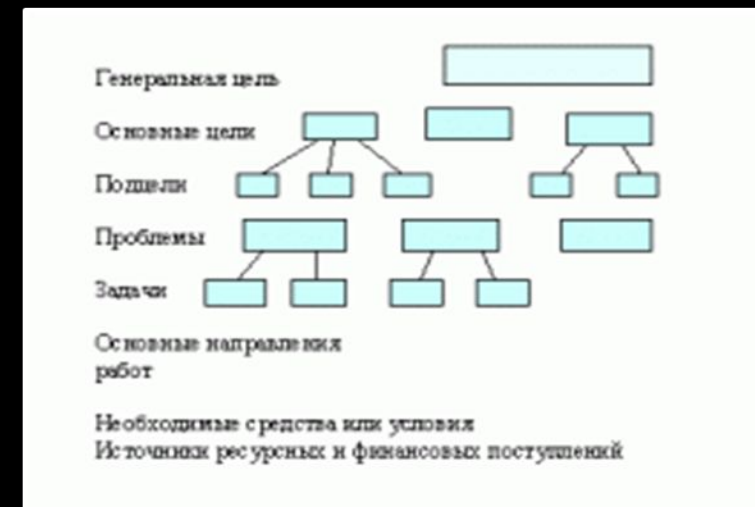 Генеральная цель
Основные цели
Подцели
Проблемы
Задачи
Основные направления
работ
Необходимые средства или условия
Источники ресурсных и финансовых поступлений